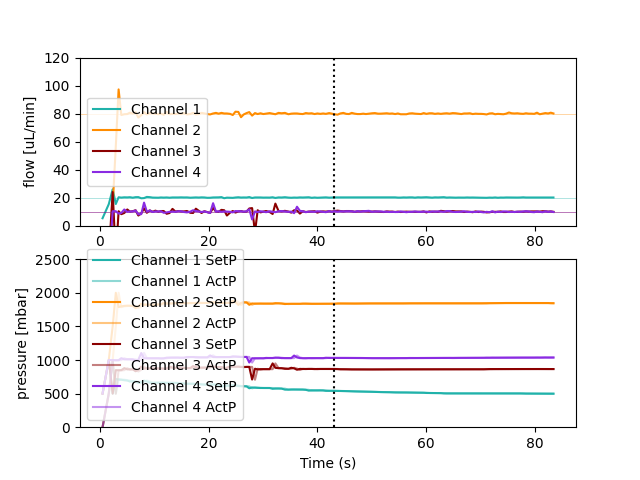 120
100
80
60
40
20
0
flow [uL/min]
Channel 1
Channel 2
Channel 3
Channel 4
0 20 40 60 80
2500
2000
1500
1000
500
0
pressure [mbar]
Channel 1 SetP
Channel 1 ActP
Channel 2 SetP
Channel 2 ActP
Channel 3 SetP
Channel 3 ActP
Channel 4 SetP
Channel 4 ActP
0 20 40 60 80
Time (s)